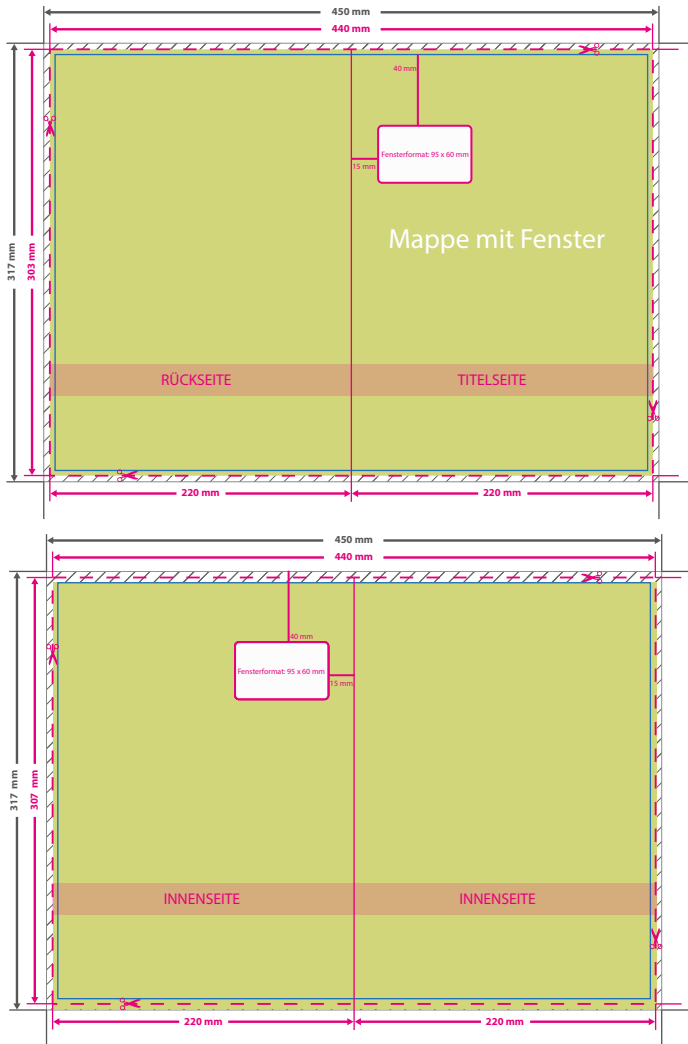 450 mm
440 mm
40 mm
Fensterformat: 95 x 60 mm
15 mm
Mappe mit Fenster
317 mm
303 mm
RÜCKSEITE
TITELSEITE
220 mm
220 mm
450 mm
440 mm
40 mm
Fensterformat: 95 x 60 mm
15 mm
317 mm
307 mm
INNENSEITE
INNENSEITE
220 mm
220 mm